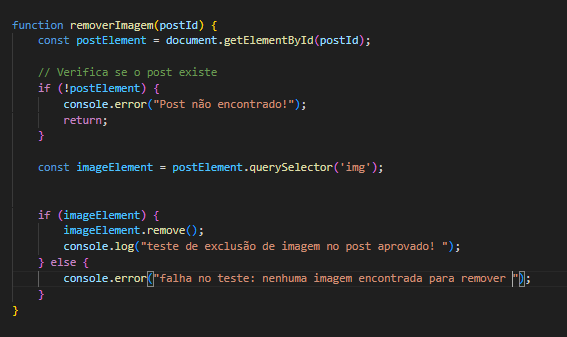 function removerImagem(postId) {
    const postElement = document.getElementById(postId);
    // Verifica se o post existe
    if (!postElement) {
        console.error("Post não encontrado!");
        return;
    }
    const imageElement = postElement.querySelector('img');
    if (imageElement) {
        imageElement.remove();
        console.log("teste de exclusão de imagem no post aprovado! ");
    } else {
        console.error("falha no teste: nenhuma imagem encontrada para remover ");
    }
}